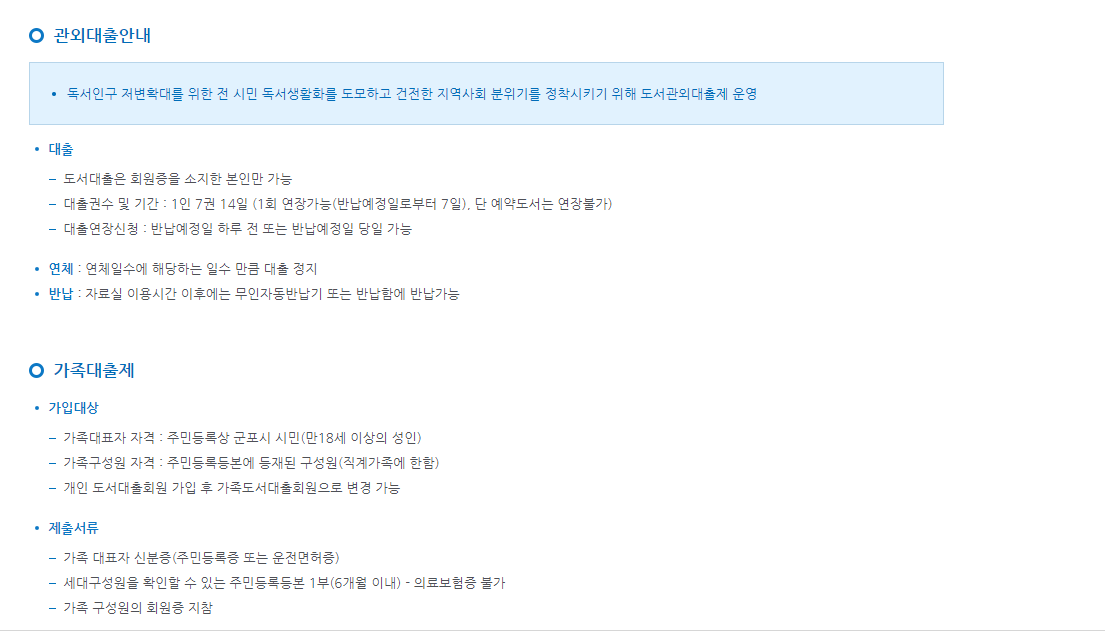 관외대출안내
독서인구 저변확대를 위한 전 시민 독서생활화를 도모하고 건전한 지역사회 분위기를 정착시키기 위해 도서관외대출제 운영
대출
– 도서대출은 회원증을 소지한 본인만 가능
– 대출권수 및 기간 : 1인 7권 14일 (1회 연장가능(반납예정일로부터 7일), 단 예약도서는 연장불가)
– 대출연장신청 : 반납예정일 하루 전 또는 반납예정일 당일 가능
연체 : 연체일수에 해당하는 일수 만큼 대출 정지
반납 : 자료실 이용시간 이후에는 무인자동반납기 또는 반납함에 반납가능
가족대출제
가입대상
– 가족대표자 자격 : 주민등록상 군포시 시민(만18세 이상의 성인)
– 가족구성원 자격 : 주민등록등본에 등재된 구성원(직계가족에 한함)
– 개인 도서대출회원 가입 후 가족도서대출회원으로 변경 가능
제출서류
– 가족 대표자 신분증(주민등록증 또는 운전면허증)
– 세대구성원을 확인할 수 있는 주민등록등본 1부(6개월 이내) - 의료보험증 불가
– 가족 구성원의 회원증 지참